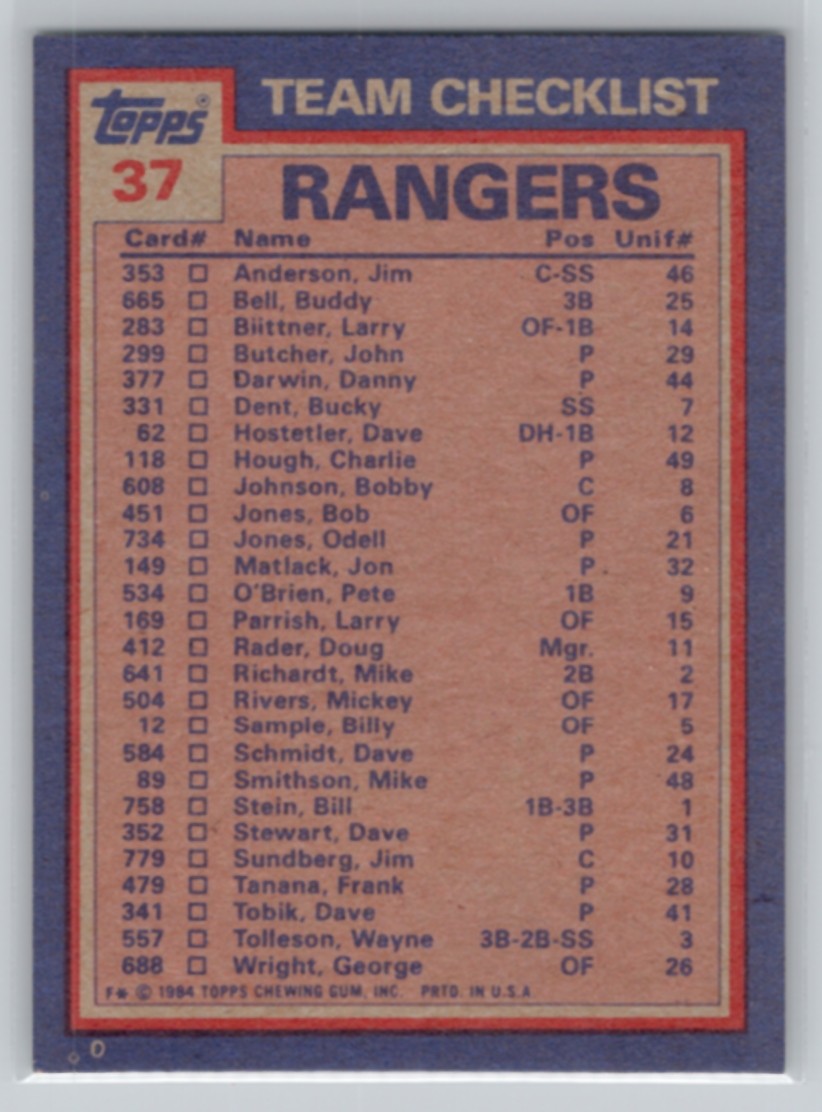 TEAM CHECKLIST
Topps®
37
RANGERS
Card# Name Pos Unif#
353 □ Anderson, Jim C-SS 46
665 □ Bell, Buddy 3B 25
283 □ Biittner, Larry OF-1B 14
299 □ Butcher, John P 29
377 □ Darwin, Danny P 44
331 □ Dent, Bucky SS 7
62 □ Hostetler, Dave DH-1B 12
118 □ Hough, Charlie P 49
608 □ Johnson, Bobby C 8
451 □ Jones, Bob OF 6
734 □ Jones, Odell P 21
149 □ Matlack, Jon P 32
534 □ O'Brien, Pete 1B 9
169 □ Parrish, Larry OF 15
412 □ Rader, Doug Mgr. 11
641 □ Richardt, Mike 2B 2
504 □ Rivers, Mickey OF 17
12 □ Sample, Billy OF 5
584 □ Schmidt, Dave P 24
89 □ Smithson, Mike P 48
758 □ Stein, Bill 1B-3B 1
352 □ Stewart, Dave P 31
779 □ Sundberg, Jim C 10
479 □ Tanana, Frank P 28
341 □ Tobik, Dave P 41
557 □ Tolleson, Wayne 3B-2B-SS 3
688 □ Wright, George OF 26
F* © 1984 TOPPS CHEWING GUM, INC. PRTD. IN U.S.A.
◇ D